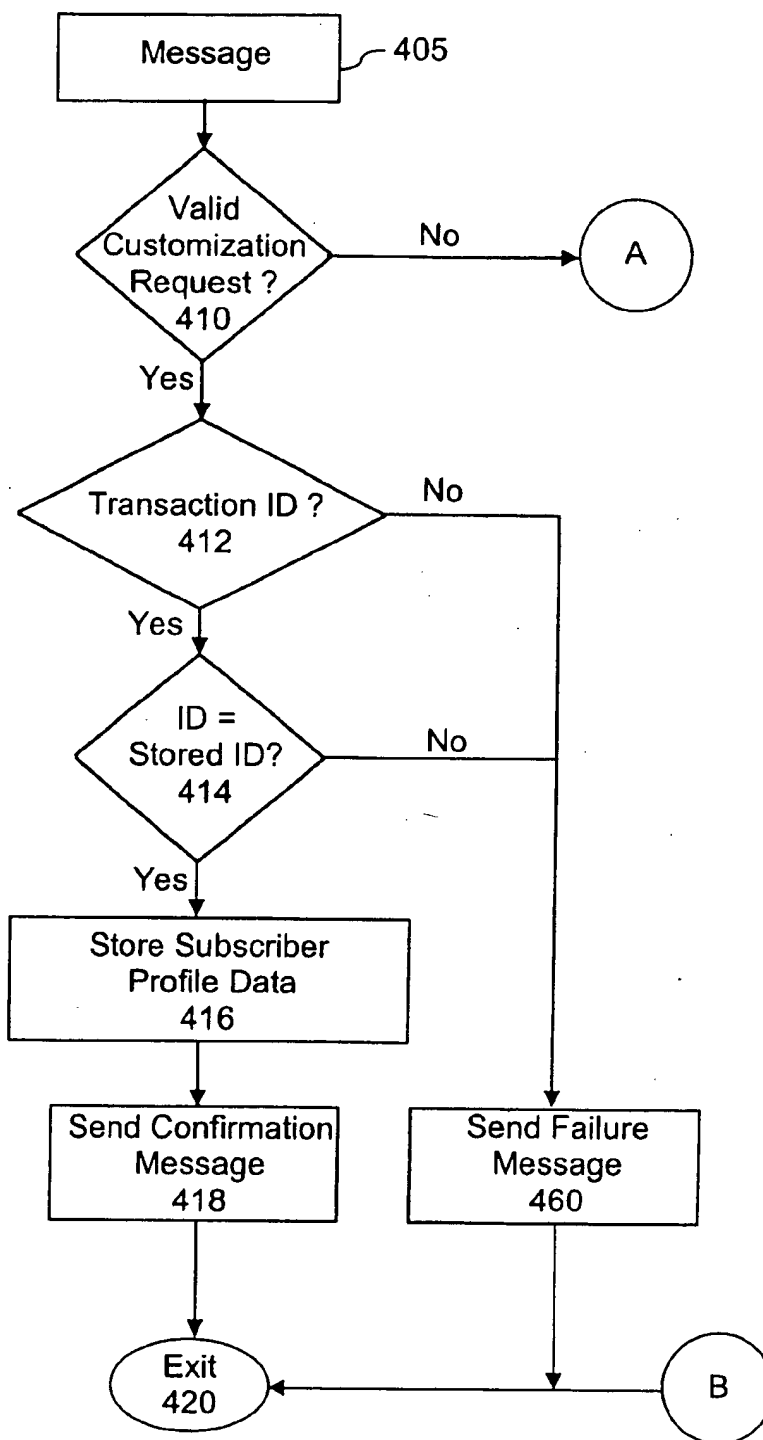 Message
405
Valid
Customization
Request ?
410
No
A
Yes
Transaction ID ?
412
No
Yes
ID =
Stored ID?
414
No
Yes
Store Subscriber
Profile Data
416
Send Confirmation
Message
418
Send Failure
Message
460
Exit
420
B